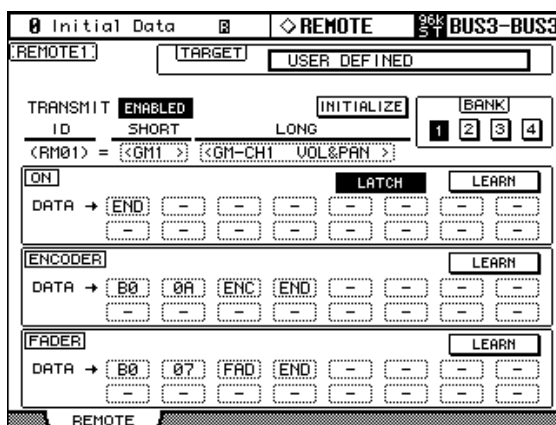 0 Initial Data R ◇REMOTE 96K ST BUS3-BUS3
REMOTE1 TARGET USER DEFINED
TRANSMIT ENABLED INITIALIZE BANK
ID SHORT LONG 1 2 3 4
(RM01) = <GM1 > <GM-CH1 VOL&PAN >
ON LATCH LEARN
DATA → END - - - - - - -
- - - - - - - -
ENCODER LEARN
DATA → B0 0A ENC END - - - -
- - - - - - - -
FADER LEARN
DATA → B0 07 FAD END - - - -
- - - - - - - -
REMOTE